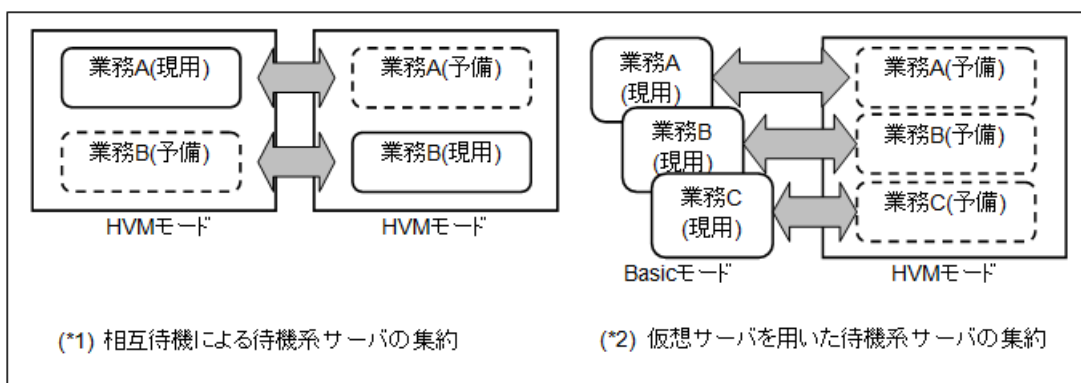 業務A(現用)
業務A(予備)
業務B(予備)
業務B(現用)
HVMモード
HVMモード
業務A
(現用)
業務A(予備)
業務B
(現用)
業務B(予備)
業務C
(現用)
業務C(予備)
Basicモード
HVMモード
(*1) 相互待機による待機系サーバの集約
(*2) 仮想サーバを用いた待機系サーバの集約